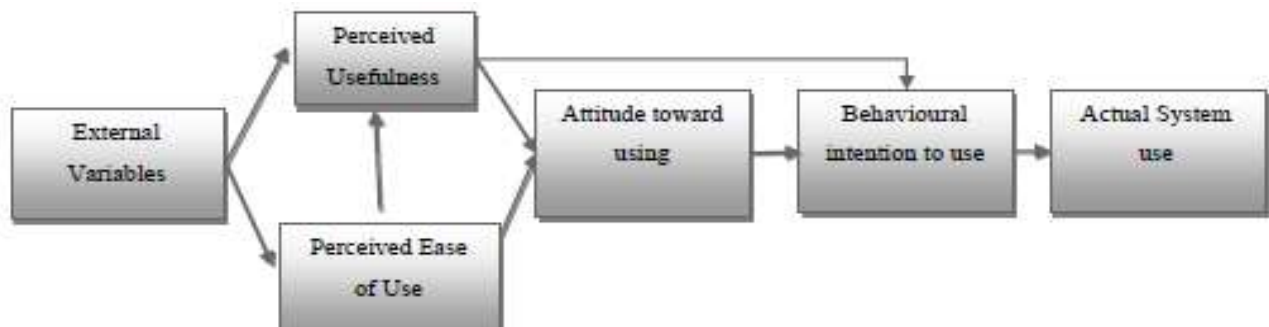 External
Variables
Perceived
Usefulness
Perceived Ease
of Use
Attitude toward
using
Behavioural
intention to use
Actual System
use